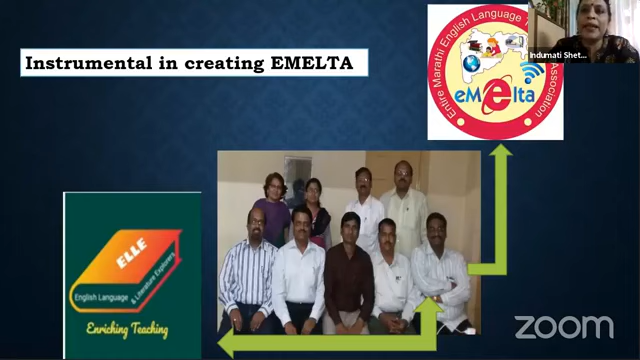 Instrumental in creating EMELTA
Entire Marathi English Language
Association
eMelta
Indumati Shet...
ELLE
English Language
& Literature Explorers
Enriching Teaching
zoom